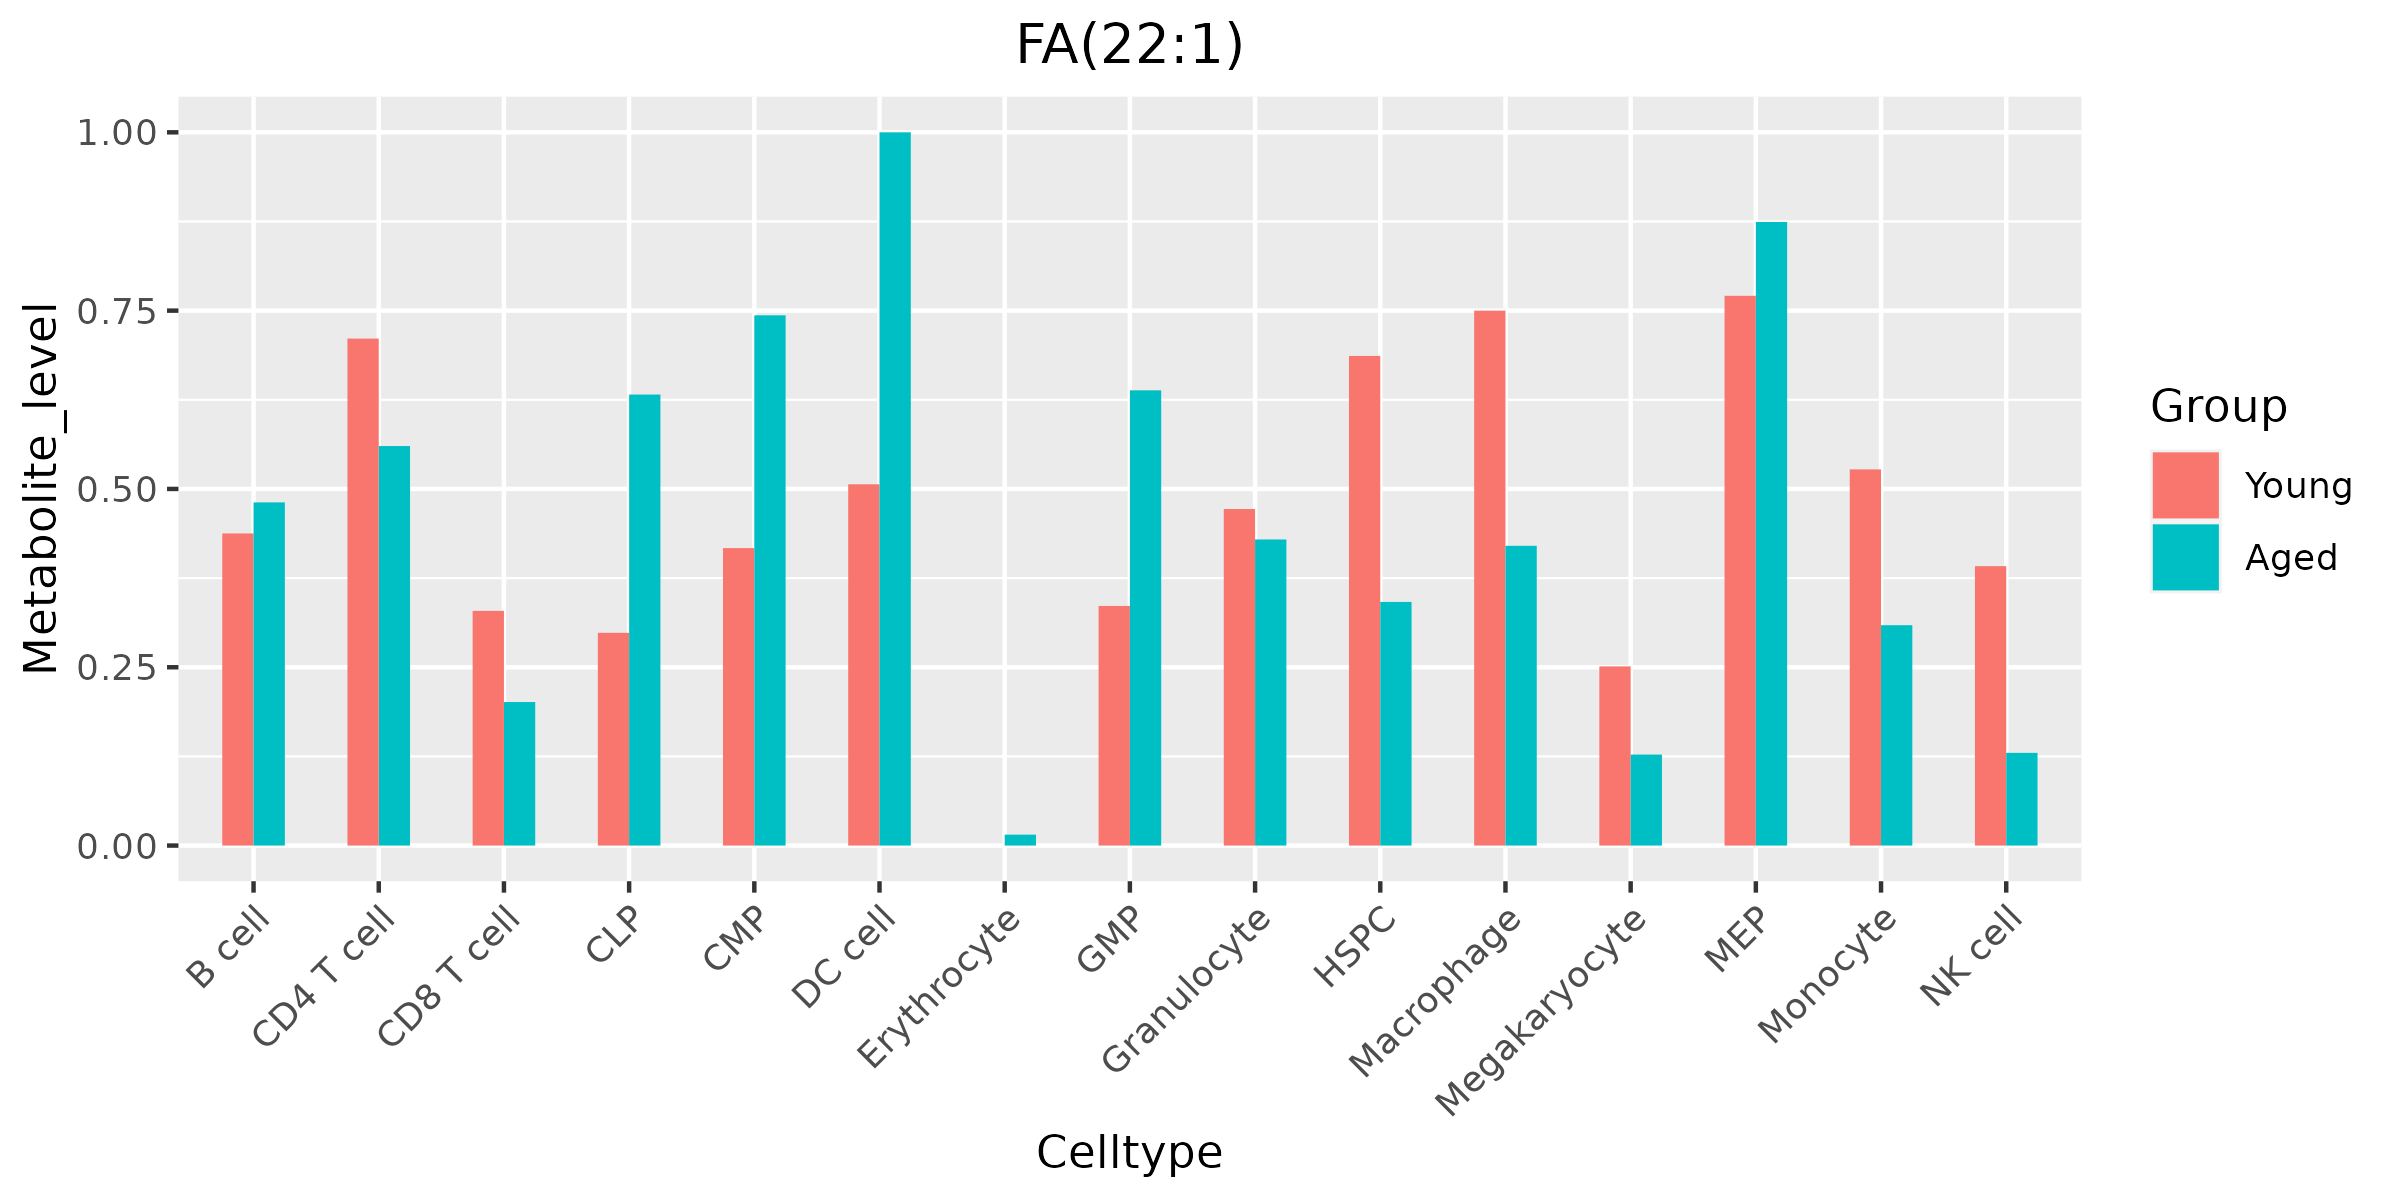 FA(22:1)
Metabolite_level
1.00
0.75
0.50
0.25
0.00
B cell
CD4 T cell
CD8 T cell
CLP
CMP
DC cell
Erythrocyte
GMP
Granulocyte
HSPC
Macrophage
Megakaryocyte
MEP
Monocyte
NK cell
Celltype
Group
Young
Aged